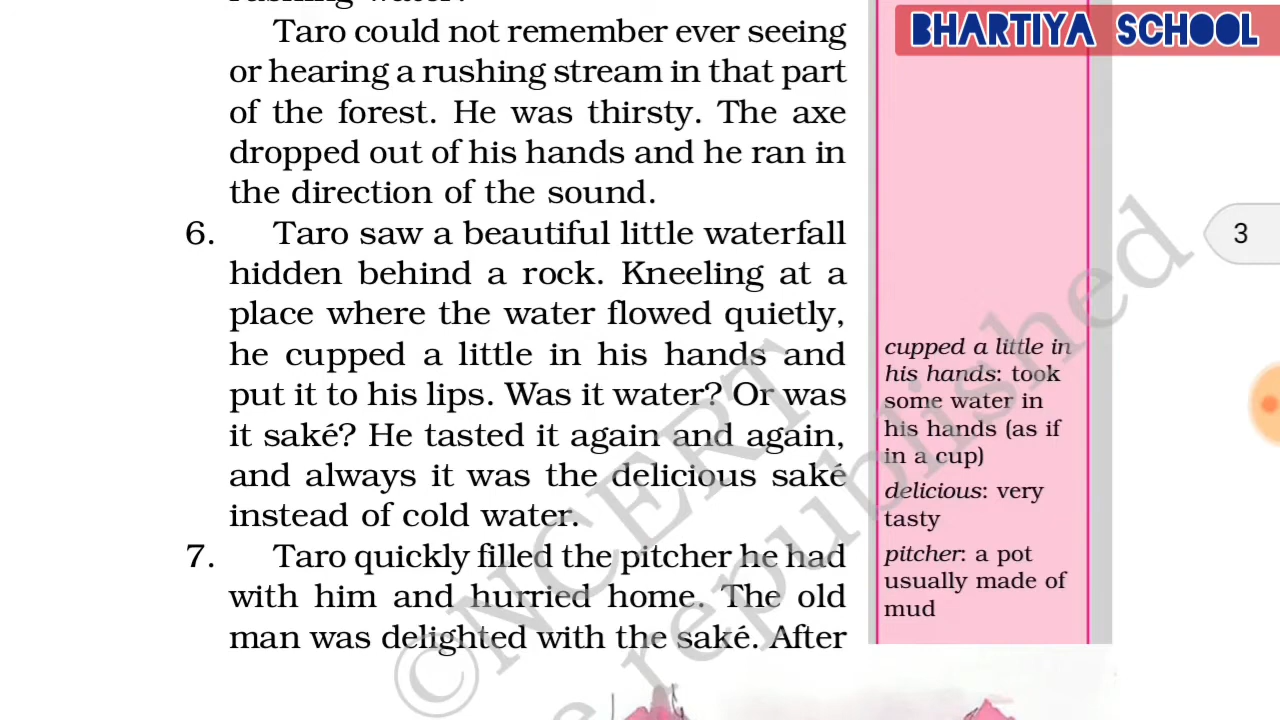 rushing water.
BHARTIYA SCHOOL
Taro could not remember ever seeing
or hearing a rushing stream in that part
of the forest. He was thirsty. The axe
dropped out of his hands and he ran in
the direction of the sound.
6. Taro saw a beautiful little waterfall
hidden behind a rock. Kneeling at a
place where the water flowed quietly,
he cupped a little in his hands and
put it to his lips. Was it water? Or was
it saké? He tasted it again and again,
and always it was the delicious saké
instead of cold water.
7. Taro quickly filled the pitcher he had
with him and hurried home. The old
man was delighted with the saké. After
cupped a little in
his hands: took
some water in
his hands (as if
in a cup)
delicious: very
tasty
pitcher: a pot
usually made of
mud
3
©NCERT
republished